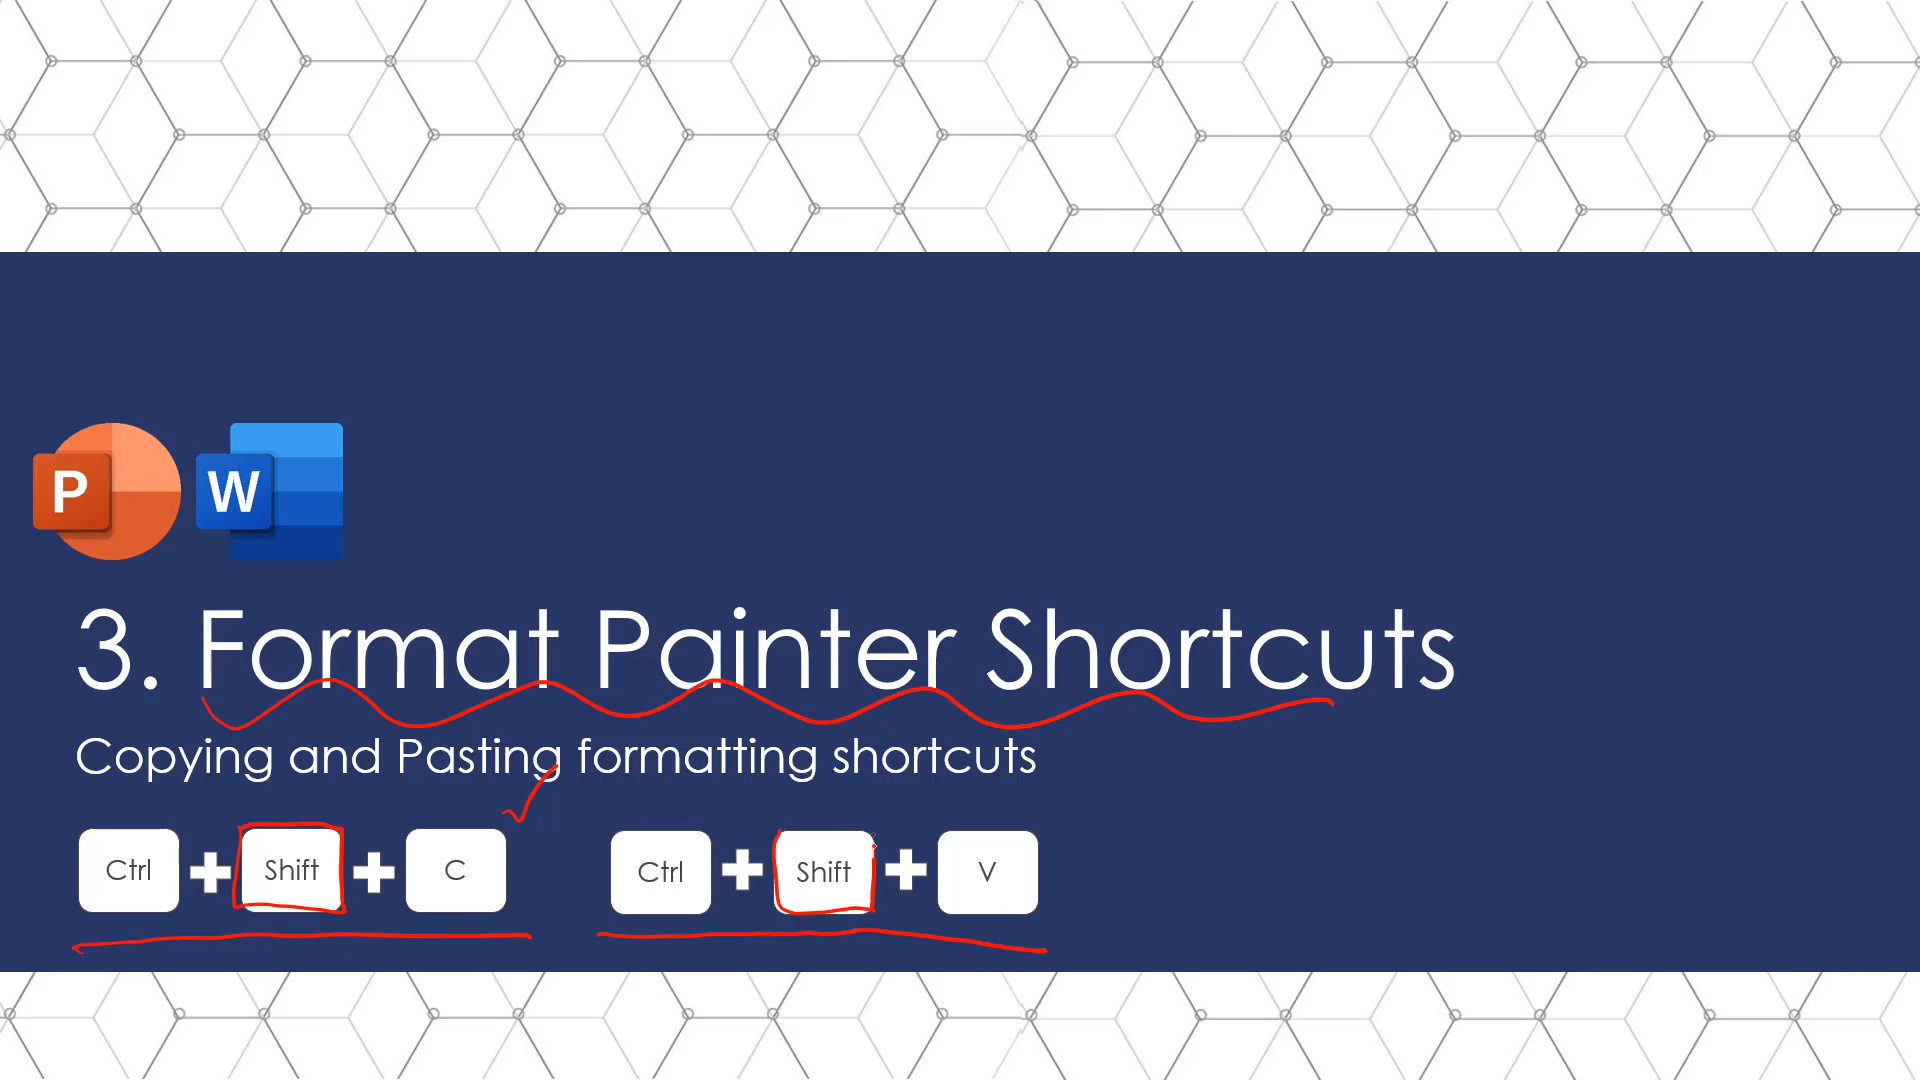 P W
3. Format Painter Shortcuts
Copying and Pasting formatting shortcuts
Ctrl + Shift + C Ctrl + Shift + V